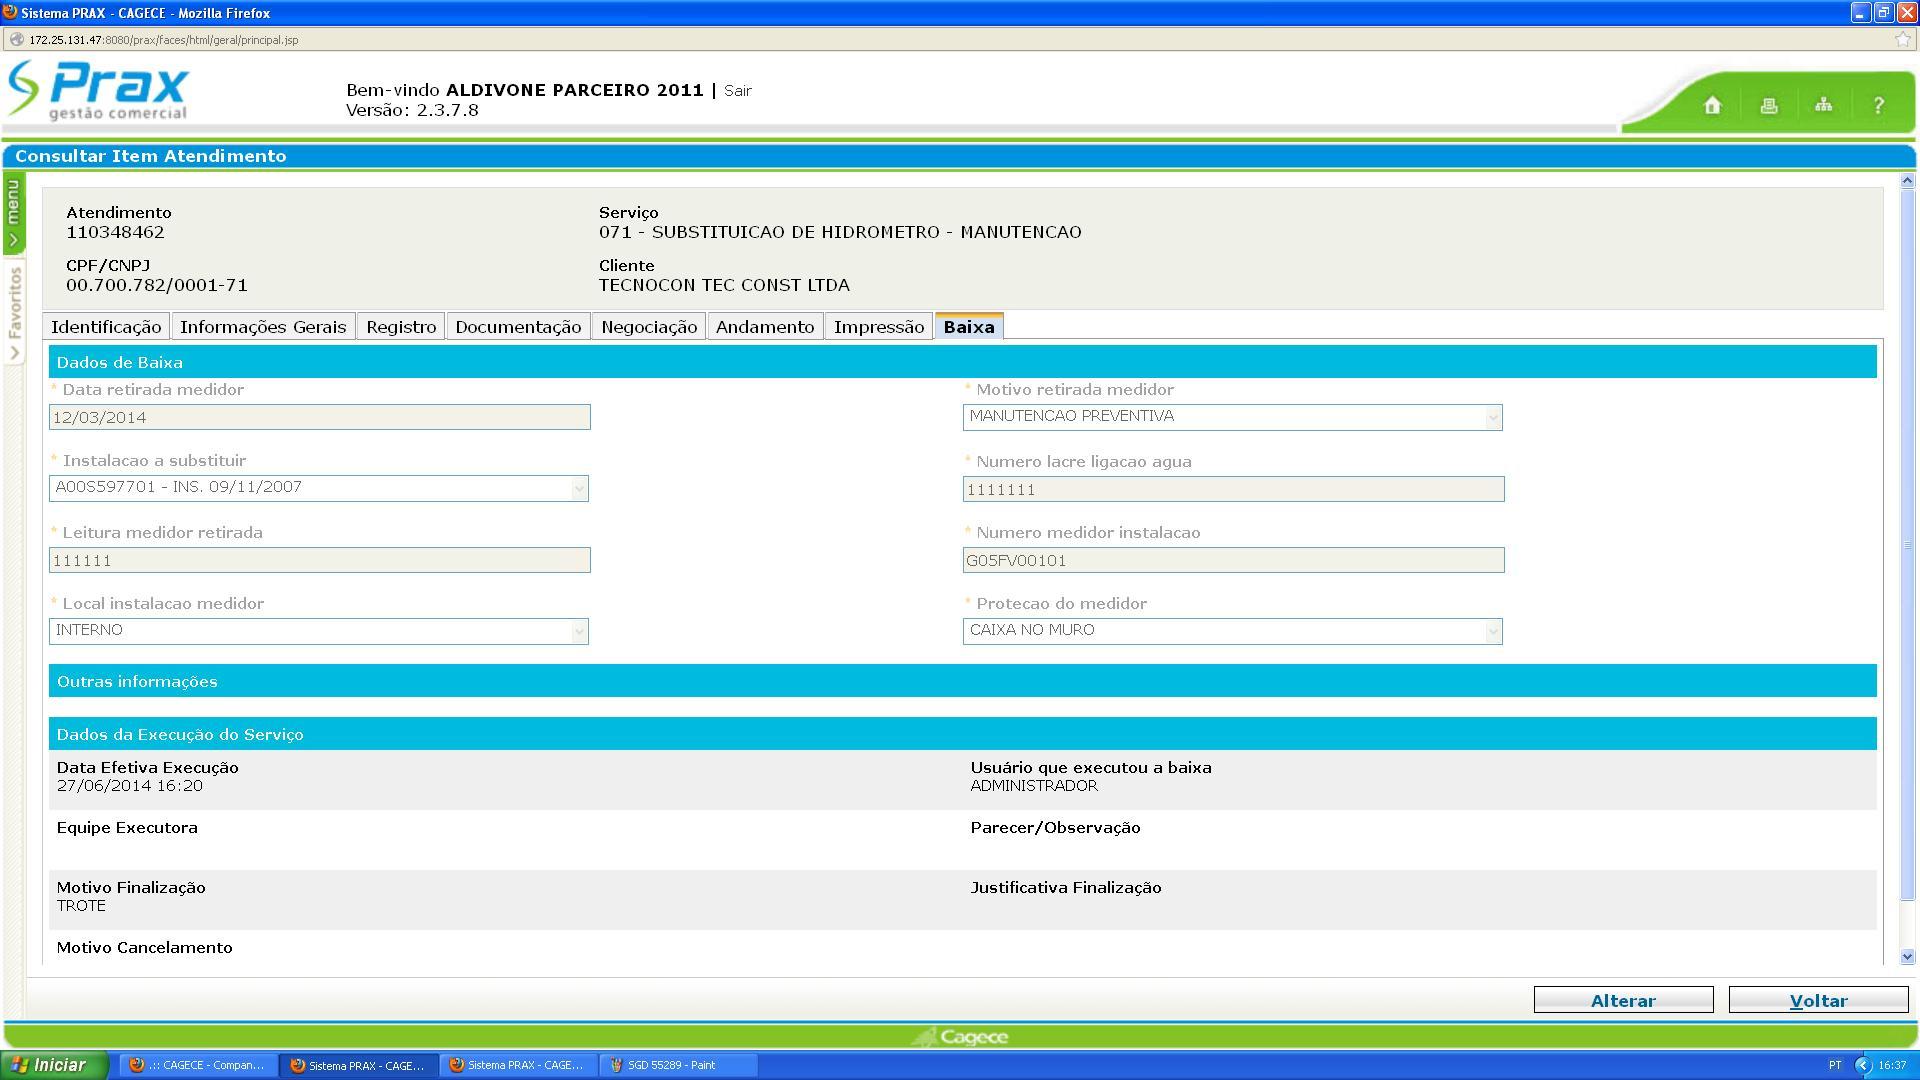 Sistema PRAX - CAGECE - Mozilla Firefox
172.25.131.47:8080/prax/faces/html/geral/principal.jsp
Prax
gestão comercial
Bem-vindo ALDIVONE PARCEIRO 2011 | Sair
Versão: 2.3.7.8
?
Consultar Item Atendimento
menu
Favoritos
Atendimento
110348462
Serviço
071 - SUBSTITUICAO DE HIDROMETRO - MANUTENCAO
CPF/CNPJ
00.700.782/0001-71
Cliente
TECNOCON TEC CONST LTDA
Identificação Informações Gerais Registro Documentação Negociação Andamento Impressão Baixa
Dados de Baixa
* Data retirada medidor
12/03/2014
* Motivo retirada medidor
MANUTENCAO PREVENTIVA
* Instalacao a substituir
A00S597701 - INS. 09/11/2007
* Numero lacre ligacao agua
1111111
* Leitura medidor retirada
111111
* Numero medidor instalacao
G05FV00101
* Local instalacao medidor
INTERNO
* Protecao do medidor
CAIXA NO MURO
Outras informações
Dados da Execução do Serviço
Data Efetiva Execução
27/06/2014 16:20
Usuário que executou a baixa
ADMINISTRADOR
Equipe Executora
Parecer/Observação
Motivo Finalização
TROTE
Justificativa Finalização
Motivo Cancelamento
Alterar
Voltar
Cagece
Iniciar
.:: CAGECE - Compan...
Sistema PRAX - CAGE...
Sistema PRAX - CAGE...
SGD 55289 - Paint
PT
16:37